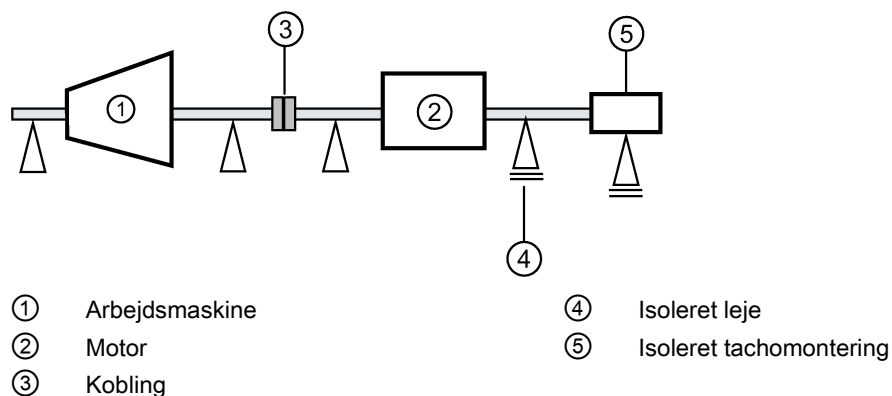 ③ ⑤
① ②
④
① Arbejdsmaskine ④ Isoleret leje
② Motor ⑤ Isoleret tachomontering
③ Kobling